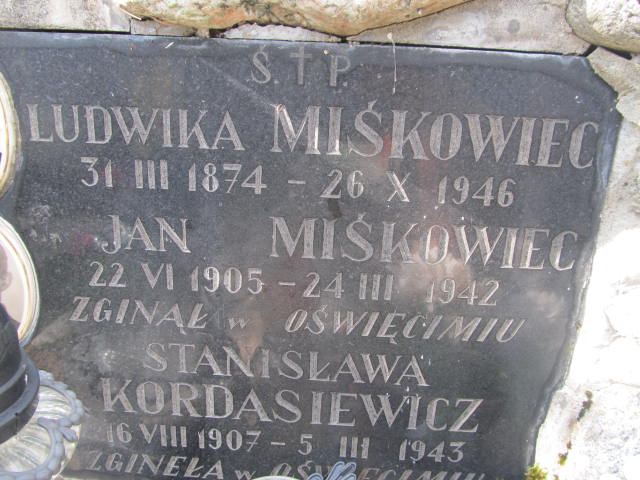 Ś. † P.
LUDWIKA MIŚKOWIEC
31 III 1874 - 26 X 1946
JAN MIŚKOWIEC
22 VI 1905 - 24 III 1942
ZGINĄŁ w OŚWIĘCIMIU
STANISŁAWA
KORDASIEWICZ
16 VIII 1907 - 5 III 1943
ZGINĘŁA w OŚWIĘCIMIU